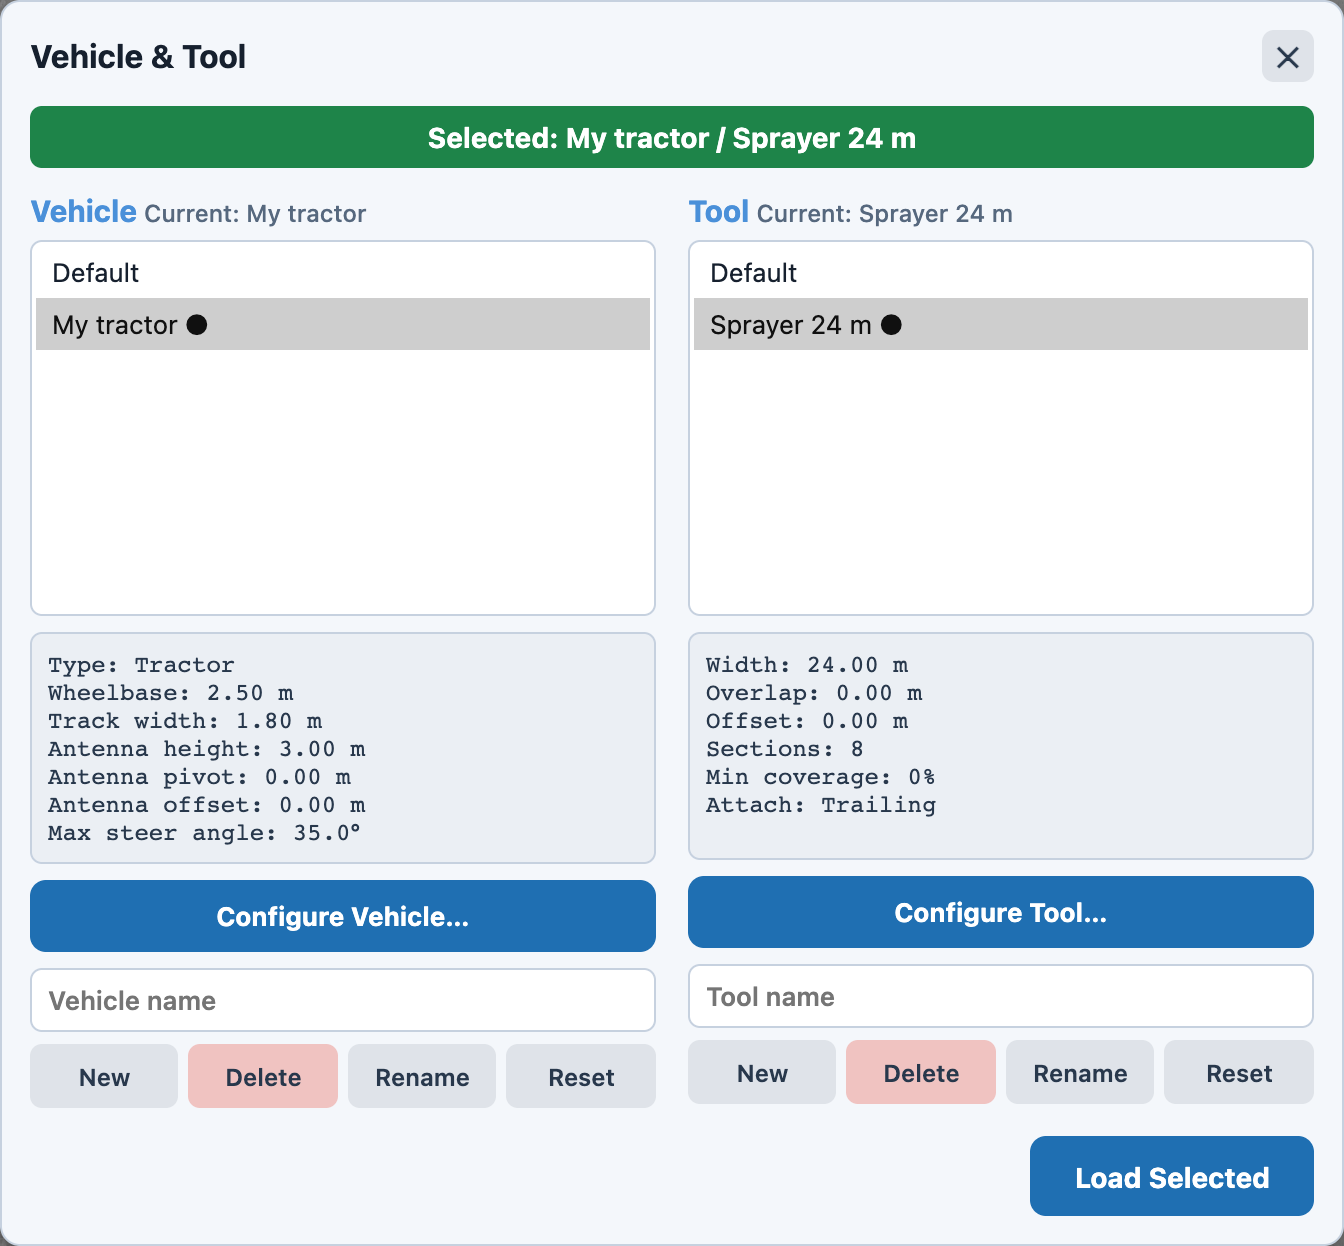 Vehicle & Tool
Selected: My tractor / Sprayer 24 m
Vehicle Current: My tractor
Default
My tractor ●
Type: Tractor
Wheelbase: 2.50 m
Track width: 1.80 m
Antenna height: 3.00 m
Antenna pivot: 0.00 m
Antenna offset: 0.00 m
Max steer angle: 35.0°
Configure Vehicle...
Vehicle name
New Delete Rename Reset
Tool Current: Sprayer 24 m
Default
Sprayer 24 m ●
Width: 24.00 m
Overlap: 0.00 m
Offset: 0.00 m
Sections: 8
Min coverage: 0%
Attach: Trailing
Configure Tool...
Tool name
New Delete Rename Reset
Load Selected